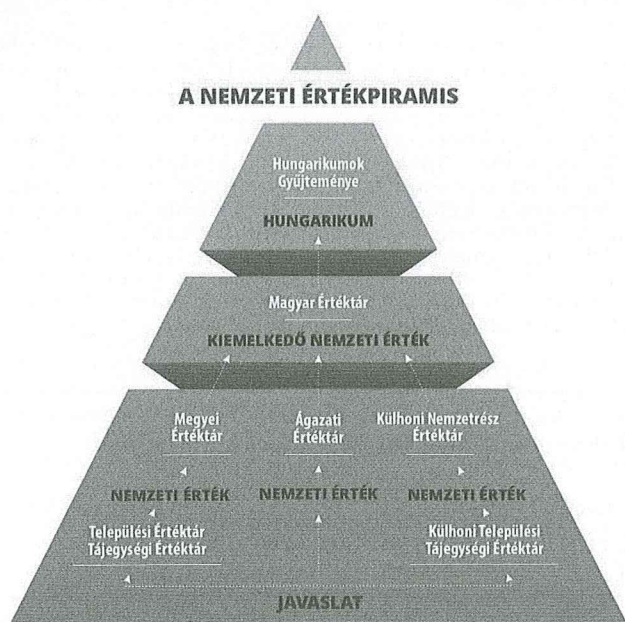 A NEMZETI ÉRTÉKPIRAMIS
Hungarikumok
Gyűjteménye
HUNGARIKUM
Magyar Értéktár
KIEMELKEDŐ NEMZETI ÉRTÉK
Megyei
Értéktár
Ágazati
Értéktár
Külhoni Nemzetrész
Értéktár
NEMZETI ÉRTÉK
NEMZETI ÉRTÉK
NEMZETI ÉRTÉK
Települési Értéktár
Tájegységi Értéktár
Külhoni Települési
Tájegységi Értéktár
JAVASLAT